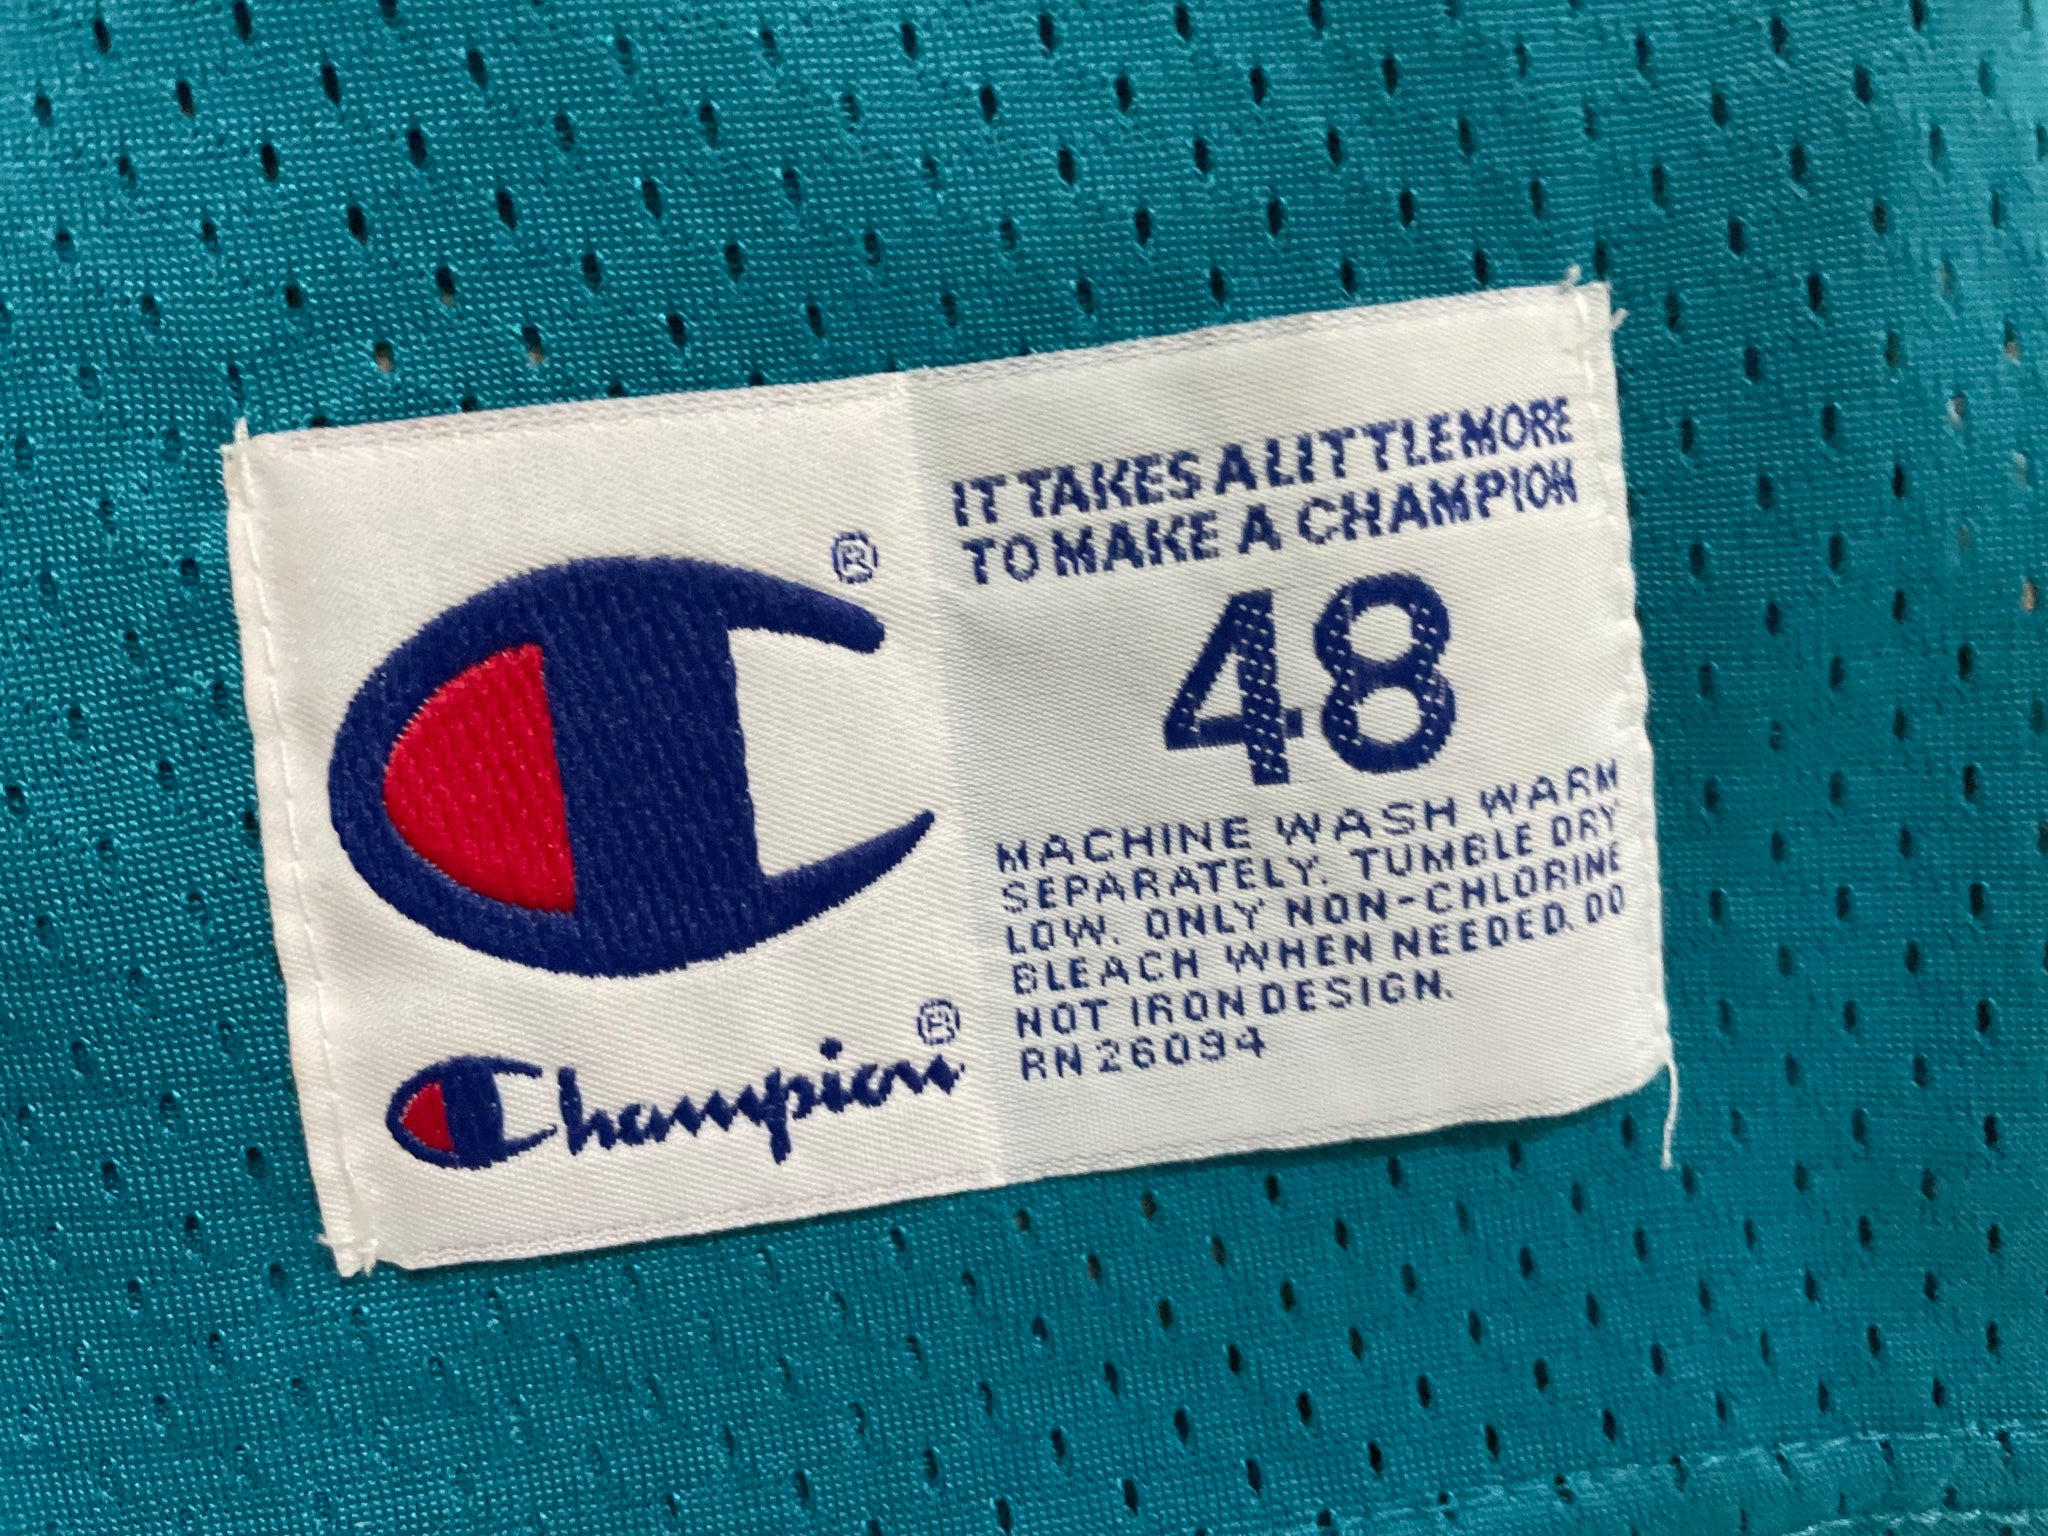 ®
Champion®
IT TAKES A LITTLE MORE
TO MAKE A CHAMPION
48
MACHINE WASH WARM
SEPARATELY. TUMBLE DRY
LOW. ONLY NON-CHLORINE
BLEACH WHEN NEEDED. DO
NOT IRON DESIGN.
RN 26094